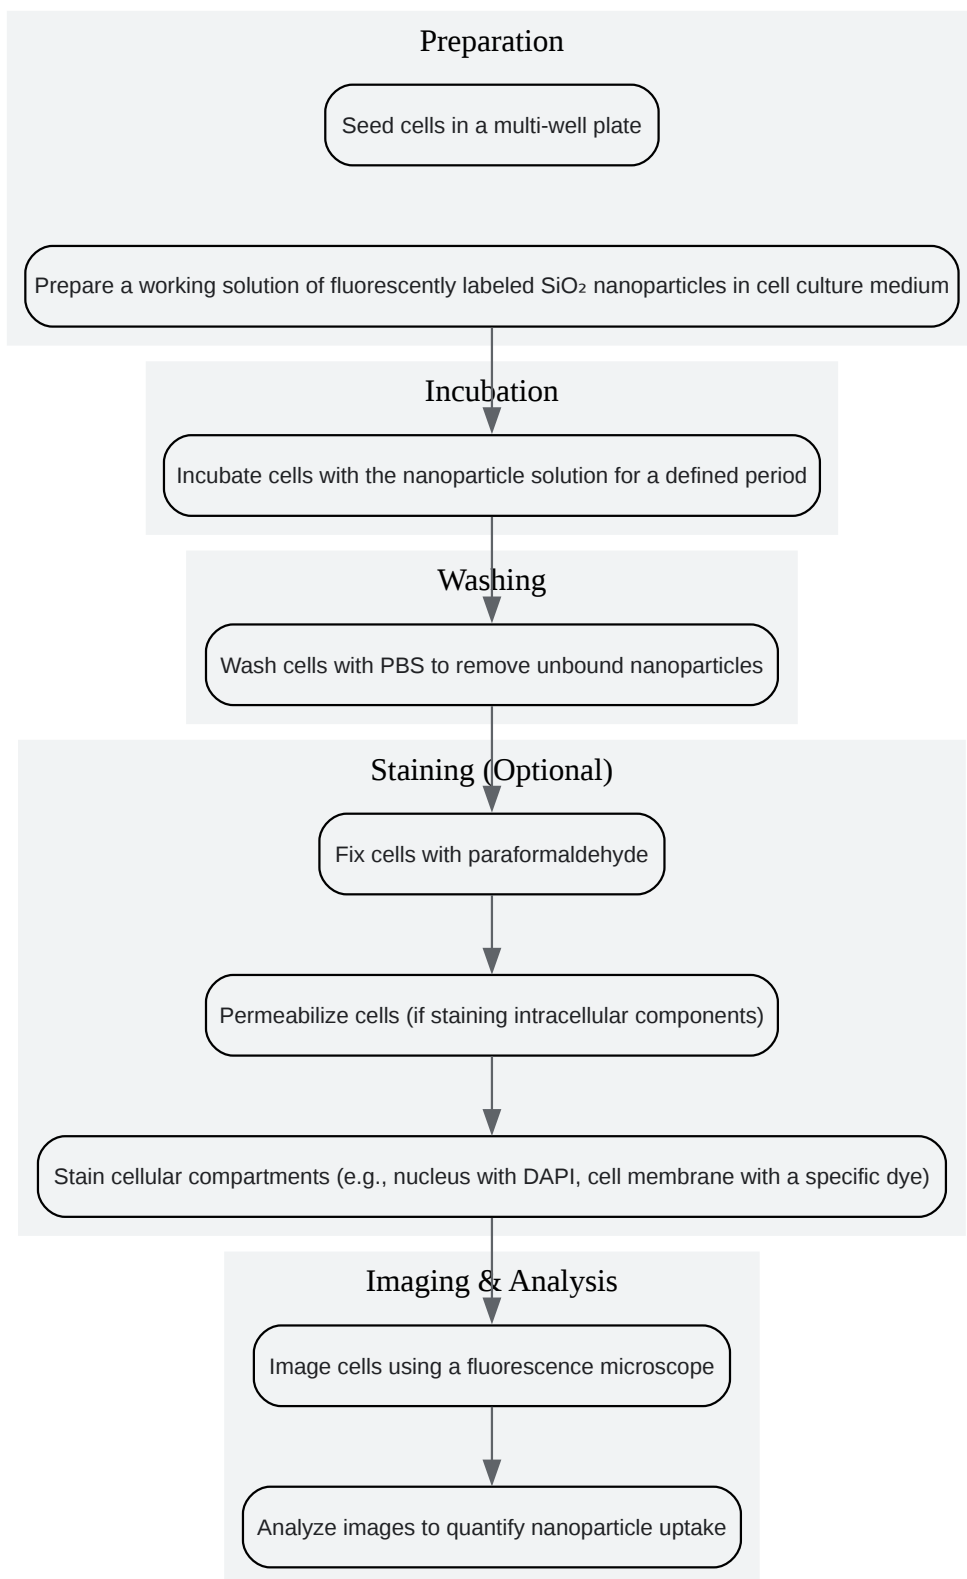 Preparation
Seed cells in a multi-well plate
Prepare a working solution of fluorescently labeled SiO₂ nanoparticles in cell culture medium
Incubation
Incubate cells with the nanoparticle solution for a defined period
Washing
Wash cells with PBS to remove unbound nanoparticles
Staining (Optional)
Fix cells with paraformaldehyde
Permeabilize cells (if staining intracellular components)
Stain cellular compartments (e.g., nucleus with DAPI, cell membrane with a specific dye)
Imaging & Analysis
Image cells using a fluorescence microscope
Analyze images to quantify nanoparticle uptake